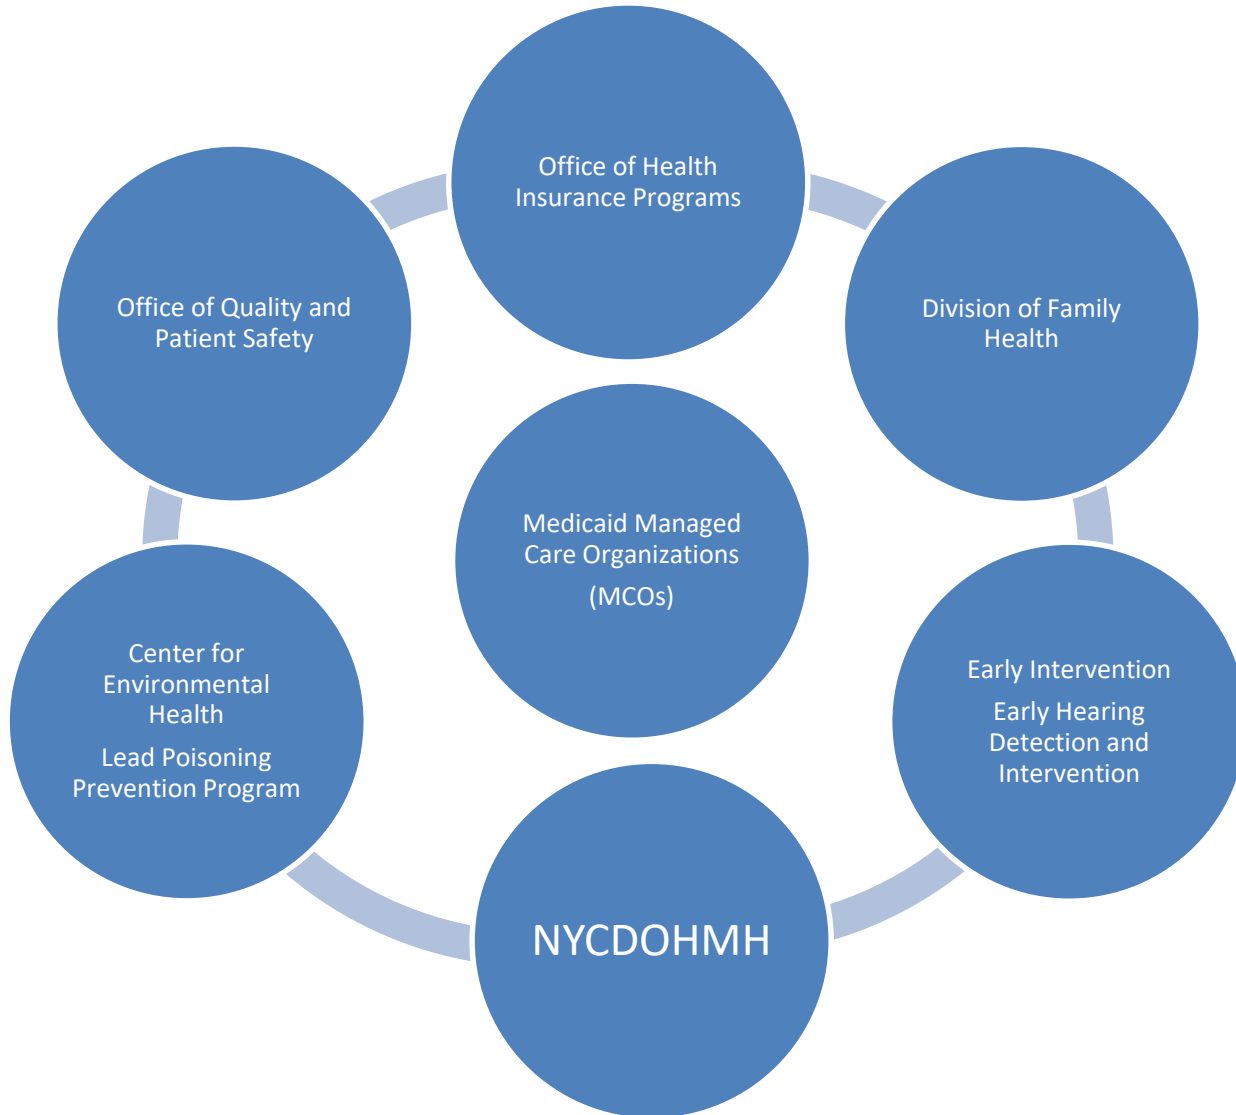 Office of Health
Insurance Programs
Office of Quality and
Patient Safety
Division of Family
Health
Medicaid Managed
Care Organizations
(MCOs)
Center for
Environmental
Health
Lead Poisoning
Prevention Program
Early Intervention
Early Hearing
Detection and
Intervention
NYCDOHMH